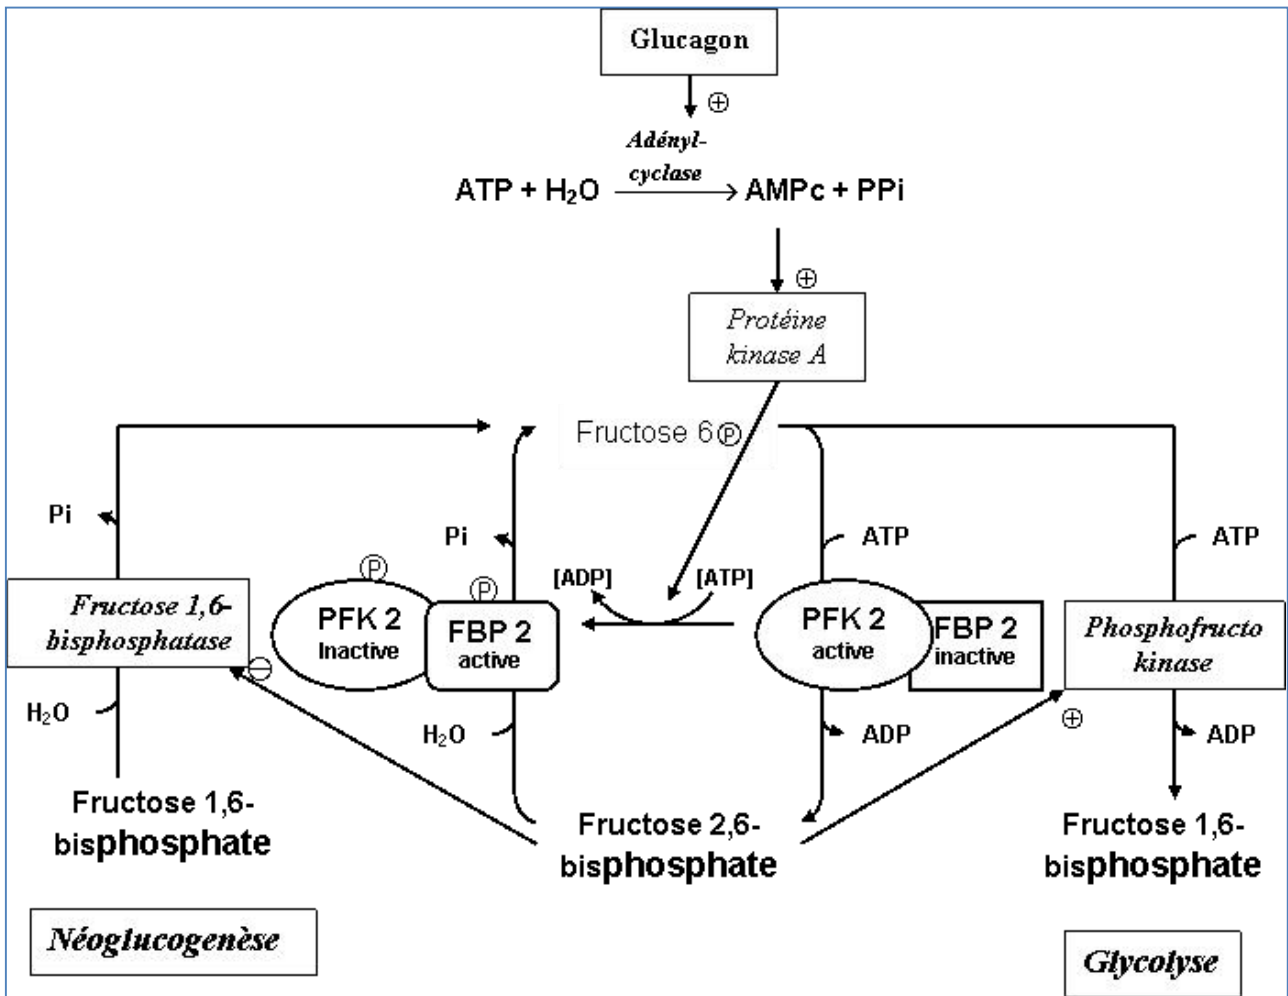 Glucagon
⊕
Adényl-
cyclase
ATP + H₂O
AMPc + PPi
⊕
Protéine
kinase A
Fructose 6 Ⓟ
Pi
Pi
[ADP]
[ATP]
ATP
ATP
Fructose 1,6-
bisphosphatase
Ⓟ
PFK 2
Inactive
Ⓟ
FBP 2
active
PFK 2
active
FBP 2
inactive
Phosphofructo
kinase
⊖
⊕
H₂O
H₂O
ADP
ADP
Fructose 1,6-
bisphosphate
Fructose 2,6-
bisphosphate
Fructose 1,6-
bisphosphate
Néoglucogenèse
Glycolyse